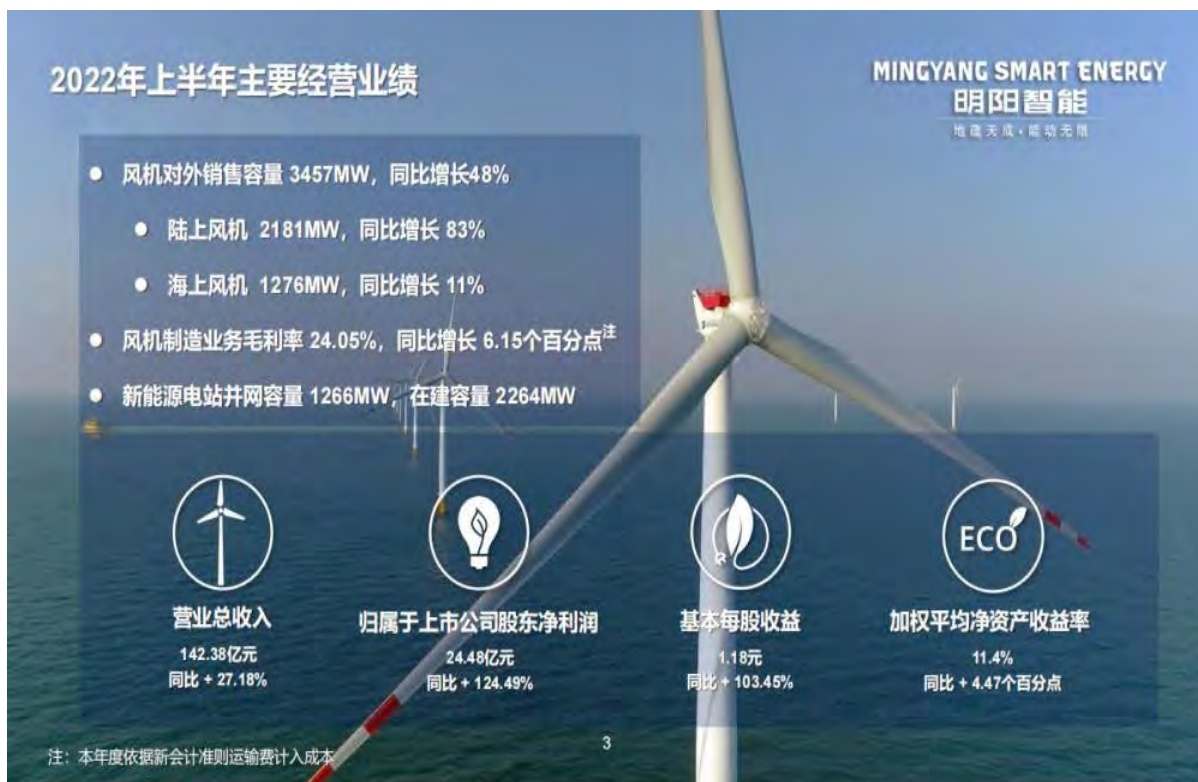 2022年上半年主要经营业绩
MINGYANG SMART ENERGY
明阳智能
地蕴天成·能动无限
● 风机对外销售容量 3457MW，同比增长48%
● 陆上风机 2181MW，同比增长 83%
● 海上风机 1276MW，同比增长 11%
● 风机制造业务毛利率 24.05%，同比增长 6.15个百分点注
● 新能源电站并网容量 1266MW，在建容量 2264MW
ECO
营业总收入
142.38亿元
同比 + 27.18%
归属于上市公司股东净利润
24.48亿元
同比 + 124.49%
基本每股收益
1.18元
同比 + 103.45%
加权平均净资产收益率
11.4%
同比 + 4.47个百分点
注：本年度依据新会计准则运输费计入成本
3